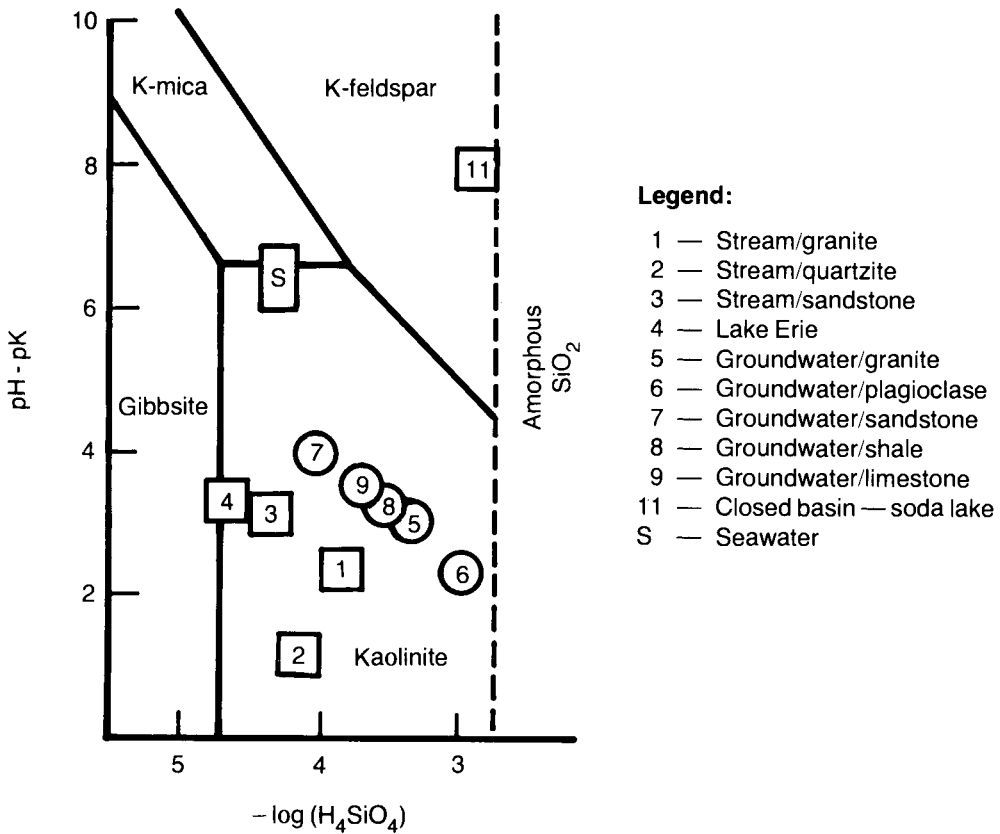 10
8
6
4
2
pH - pK
K-mica
K-feldspar
11
S
Gibbsite
Amorphous
SiO2
7
9
8
5
4
3
1
6
2
Kaolinite
5
4
3
– log (H4SiO4)
Legend:
1 — Stream/granite
2 — Stream/quartzite
3 — Stream/sandstone
4 — Lake Erie
5 — Groundwater/granite
6 — Groundwater/plagioclase
7 — Groundwater/sandstone
8 — Groundwater/shale
9 — Groundwater/limestone
11 — Closed basin — soda lake
S — Seawater